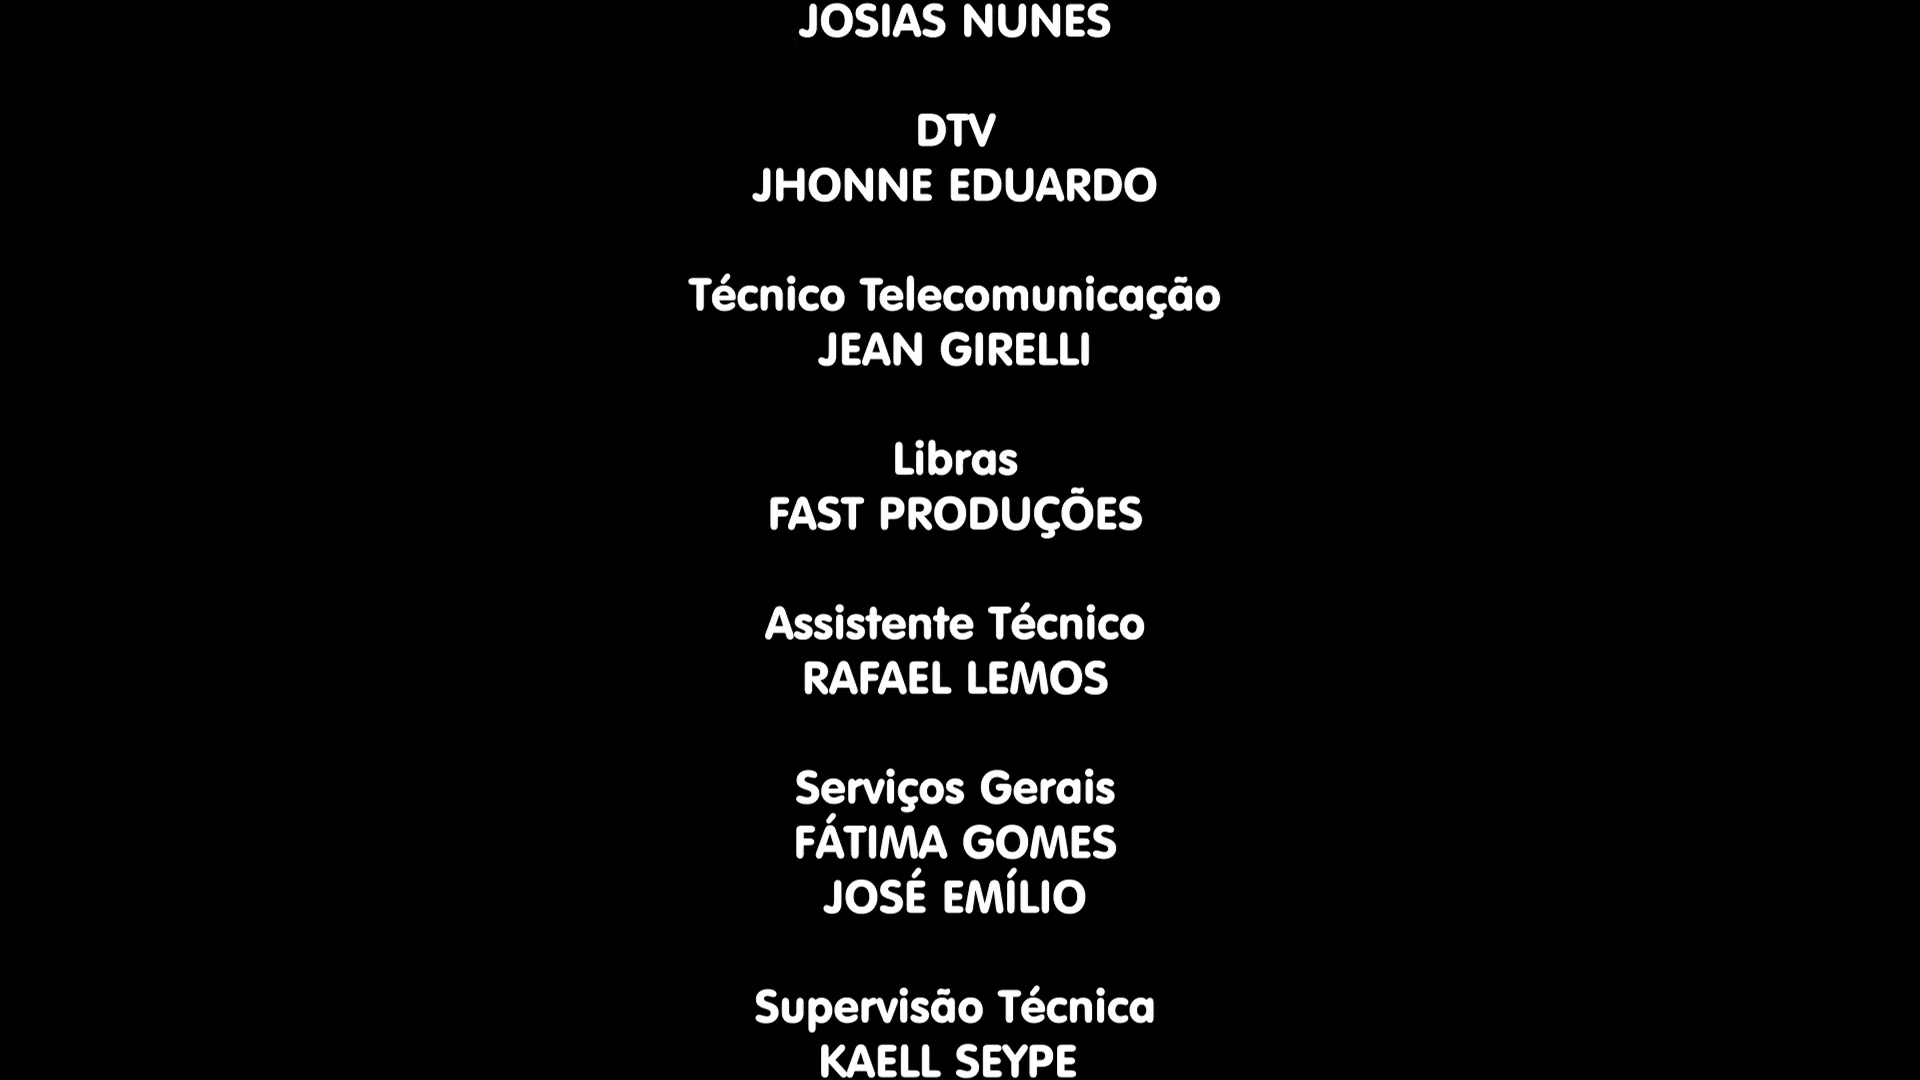 JOSIAS NUNES
DTV
JHONNE EDUARDO
Técnico Telecomunicação
JEAN GIRELLI
Libras
FAST PRODUÇÕES
Assistente Técnico
RAFAEL LEMOS
Serviços Gerais
FÁTIMA GOMES
JOSÉ EMÍLIO
Supervisão Técnica
KAELL SEYPE